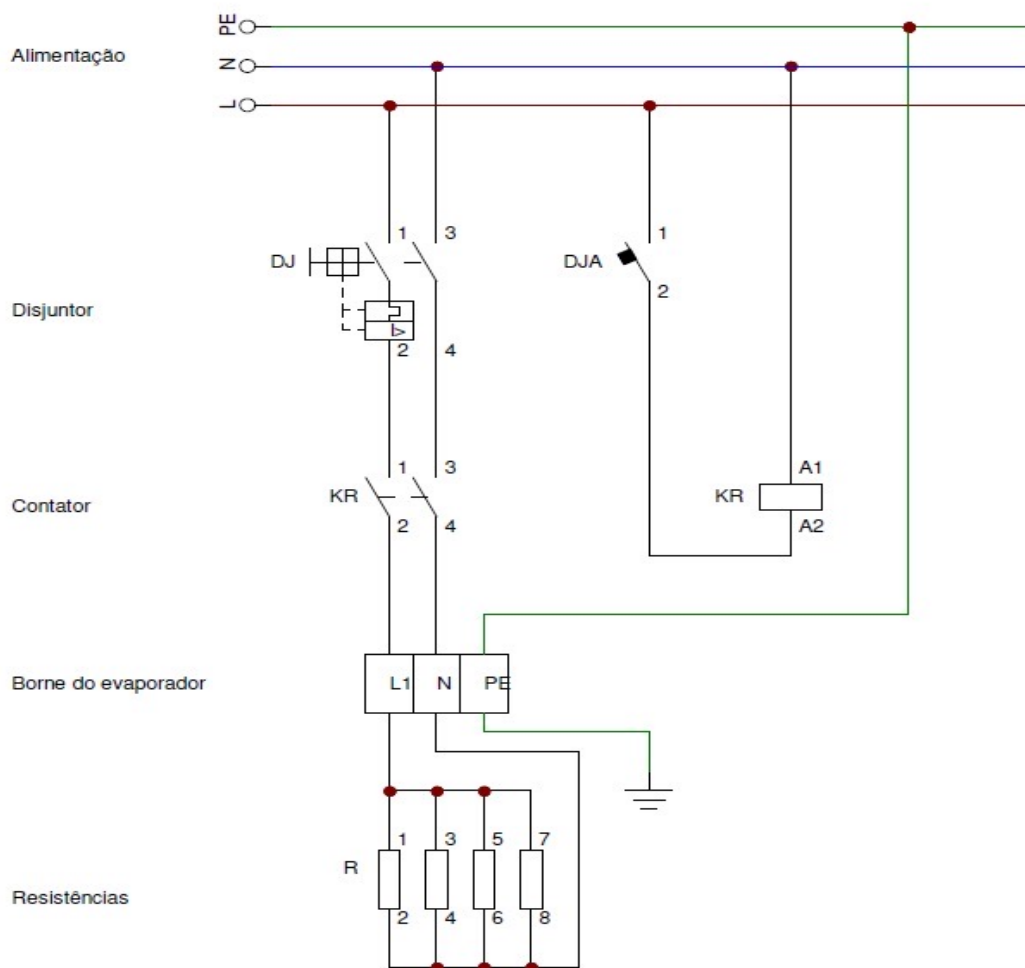 PE
Alimentação
N
L
1 3 1
DJ DJA
2
Disjuntor
I>
2 4
1 3 A1
KR KR
Contator
2 4 A2
Borne do evaporador L1 N PE
1 3 5 7
R
Resistências
2 4 6 8